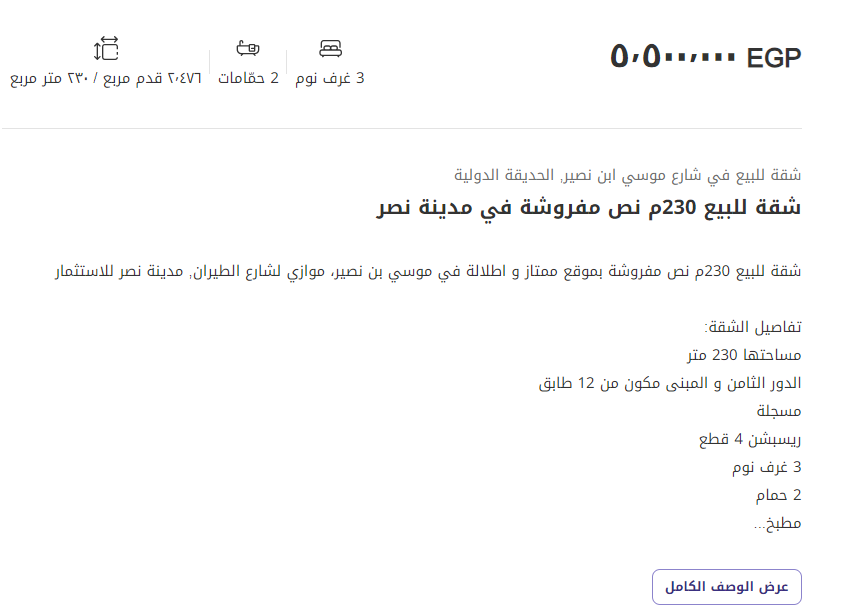 ٥٬٥٠٠٬٠٠٠ EGP
3 غرف نوم
2 حمّامات
٢٬٤٧٦ قدم مربع / ٢٣٠ متر مربع
شقة للبيع في شارع موسي ابن نصير, الحديقة الدولية
شقة للبيع 230م نص مفروشة في مدينة نصر
شقة للبيع 230م نص مفروشة بموقع ممتاز و اطلالة في موسي بن نصير، موازي لشارع الطيران, مدينة نصر للاستثمار
تفاصيل الشقة:
مساحتها 230 متر
الدور الثامن و المبنى مكون من 12 طابق
مسجلة
ريسبشن 4 قطع
3 غرف نوم
2 حمام
مطبخ...
عرض الوصف الكامل